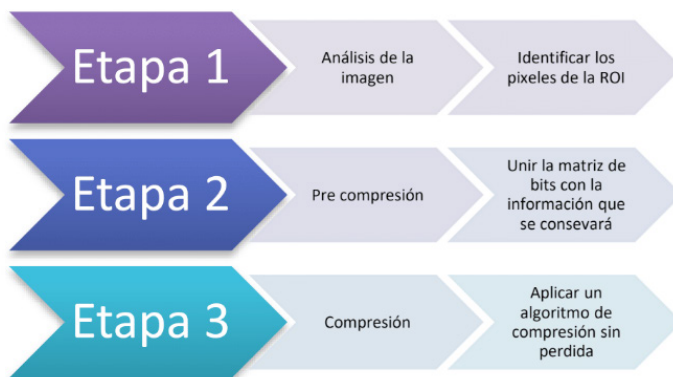 Etapa 1
Análisis de la
imagen
Identificar los
pixeles de la ROI
Etapa 2
Pre compresión
Unir la matriz de
bits con la
información que
se consevará
Etapa 3
Compresión
Aplicar un
algoritmo de
compresión sin
perdida